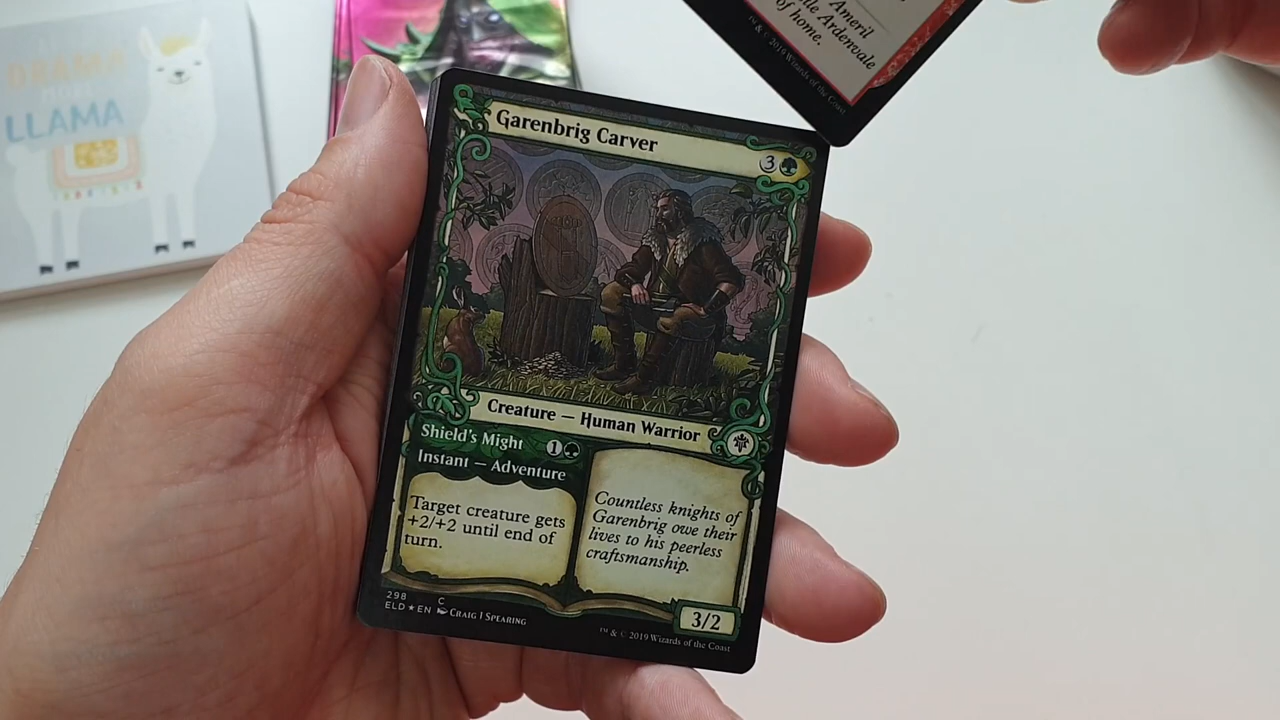 DRAMA
LLAMA
Ameril
lle Ardenvale
of home.
™ & © 2019 Wizards of the Coast
Garenbrig Carver
3
Creature — Human Warrior
Shield's Might 1
Instant — Adventure
Target creature gets
+2/+2 until end of
turn.
Countless knights of
Garenbrig owe their
lives to his peerless
craftsmanship.
3/2
298 C
ELD ★ EN CRAIG J SPEARING
™ & © 2019 Wizards of the Coast